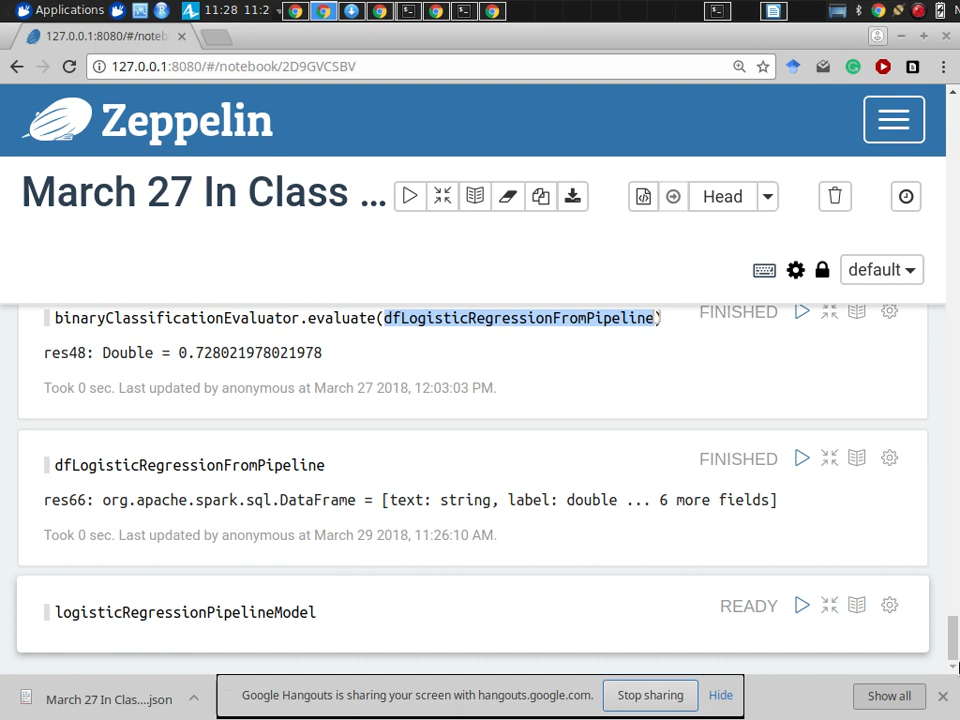 Applications
11:28 11:2
N
127.0.0.1:8080/#/noteb
127.0.0.1:8080/#/notebook/2D9GVCSBV
Zeppelin
March 27 In Class ...
Head
default
binaryClassificationEvaluator.evaluate(dfLogisticRegressionFromPipeline)
FINISHED
res48: Double = 0.728021978021978
Took 0 sec. Last updated by anonymous at March 27 2018, 12:03:03 PM.
dfLogisticRegressionFromPipeline
FINISHED
res66: org.apache.spark.sql.DataFrame = [text: string, label: double ... 6 more fields]
Took 0 sec. Last updated by anonymous at March 29 2018, 11:26:10 AM.
logisticRegressionPipelineModel
READY
March 27 In Clas....json
Google Hangouts is sharing your screen with hangouts.google.com.
Stop sharing
Hide
Show all